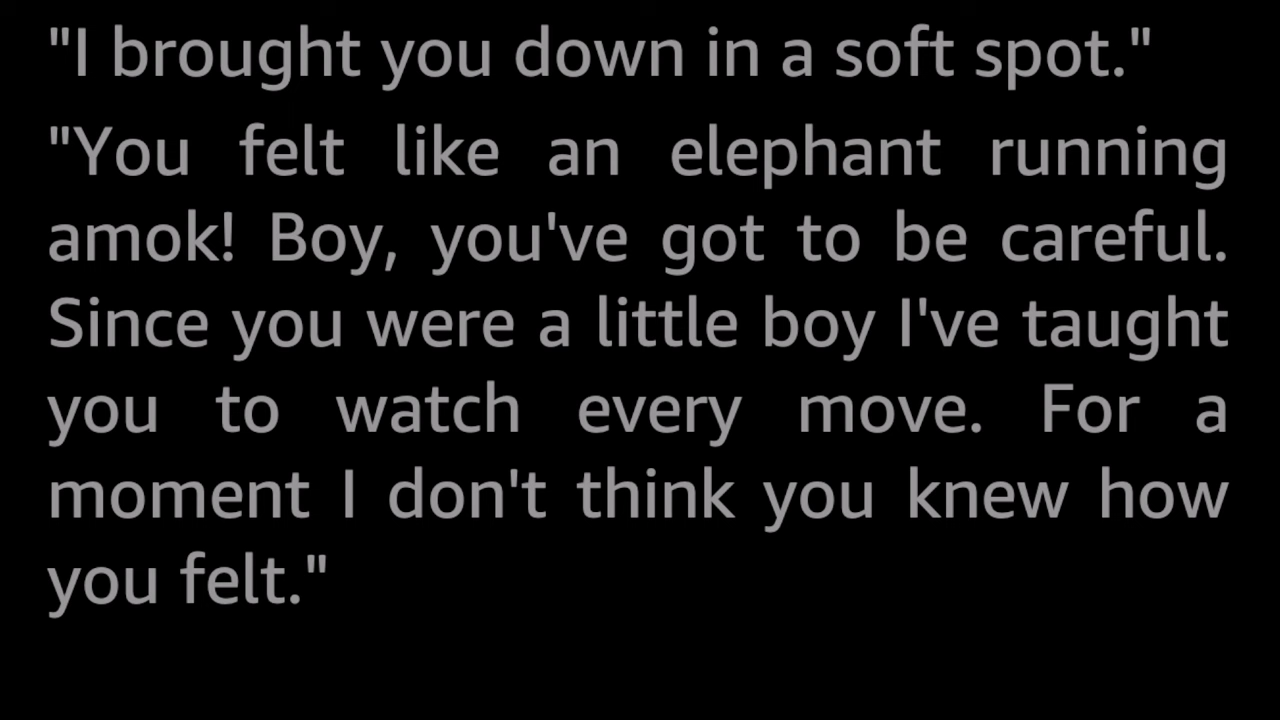 "I brought you down in a soft spot."
"You felt like an elephant running
amok! Boy, you've got to be careful.
Since you were a little boy I've taught
you to watch every move. For a
moment I don't think you knew how
you felt."